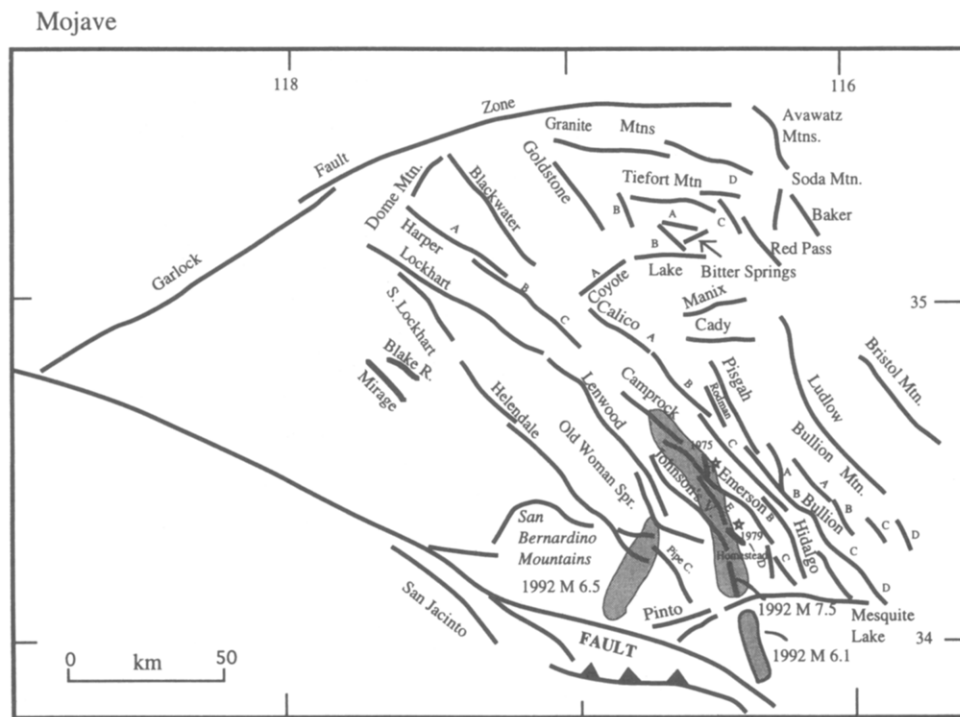 Mojave
118
116
Zone
Avawatz
Mtns.
Granite Mtns
Fault
Goldstone
Dome Mtn.
Blackwater
Tiefort Mtn
D
Soda Mtn.
B
A
C
Baker
A
Harper
B
Red Pass
Garlock
Lockhart
A
Lake
Bitter Springs
Coyote
B
35
S. Lockhart
C
Manix
Calico
A
Cady
Blake R.
Mirage
Pisgah
Bristol Mtn.
Helendale
Lenwood
Camprock
B
Rodman
Ludlow
Old Woman Spr.
C
Bullion
Mtn.
1975
Johnson's V.
Emerson
A
A
B
B
Bullion
B
E
San
Bernardino
Mountains
1979
Homestead
D
C
Hidalgo
C
C
D
1992 M 6.5
Pipe C.
D
San Jacinto
Pinto
1992 M 7.5
Mesquite
Lake
34
FAULT
1992 M 6.1
0 km 50